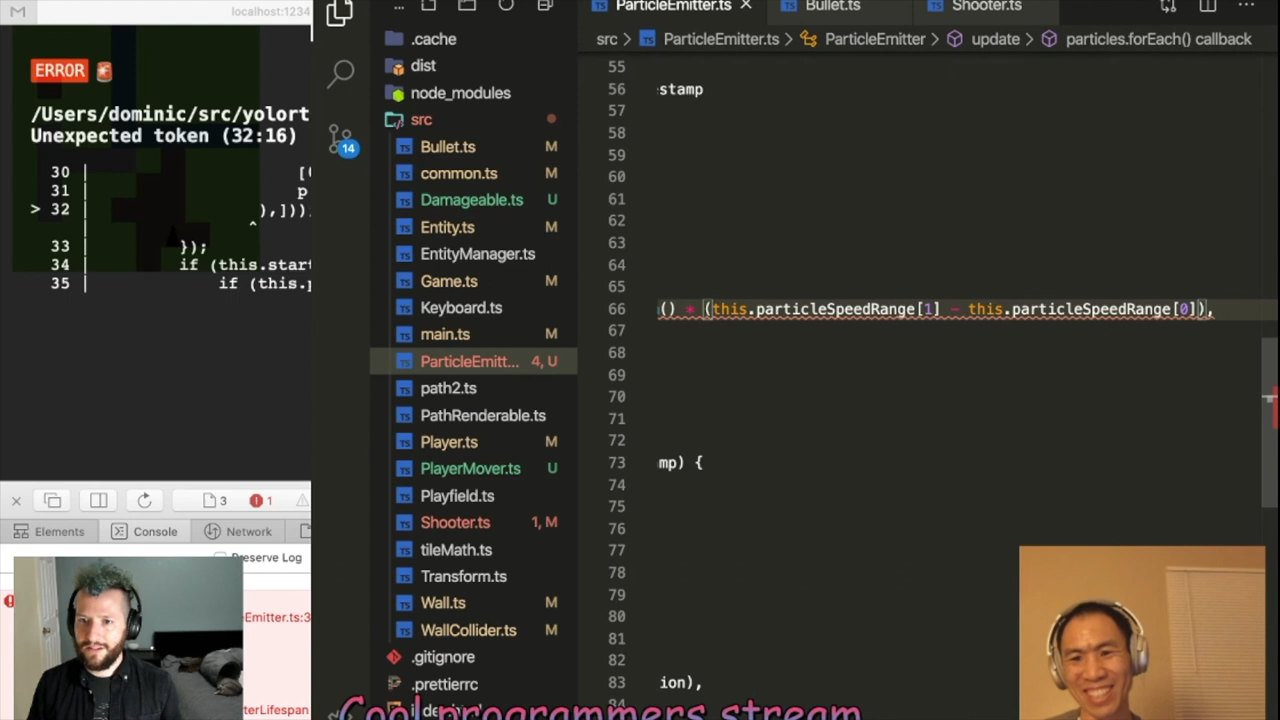 localhost:1234
ERROR
/Users/dominic/src/yolort
Unexpected token (32:16)
30 |
31 | p
> 32 | ),]))
| ^
33 | });
34 | if (this.start
35 | if (this.p
3
1
Elements
Console
Network
Preserve Log
eEmitter.ts:3
terLifespan
14
.cache
dist
node_modules
src
Bullet.ts M
common.ts M
Damageable.ts U
Entity.ts M
EntityManager.ts
Game.ts M
Keyboard.ts
main.ts M
ParticleEmitt... 4, U
path2.ts
PathRenderable.ts
Player.ts M
PlayerMover.ts U
Playfield.ts
Shooter.ts 1, M
tileMath.ts
Transform.ts
Wall.ts M
WallCollider.ts M
.gitignore
.prettierrc
ParticleEmitter.ts
Bullet.ts
Shooter.ts
src > ParticleEmitter.ts > ParticleEmitter > update > particles.forEach() callback
55
56 stamp
57
58
59
60
61
62
63
64
65
66 () * (this.particleSpeedRange[1] - this.particleSpeedRange[0]),
67
68
69
70
71
72
73 mp) {
74
75
76
77
78
79
80
81
82
83 ion),
84
Cool programmers stream